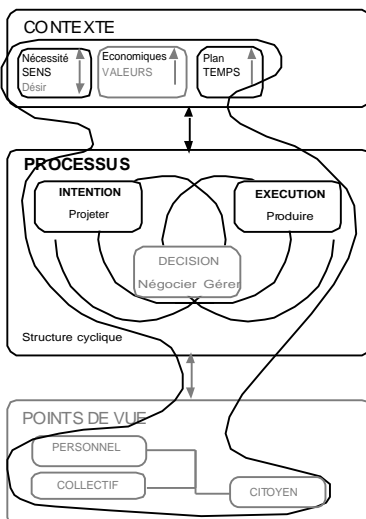 CONTEXTE
Nécessité
SENS
Désir
Economiques
VALEURS
Plan
TEMPS
PROCESSUS
INTENTION
Projeter
EXECUTION
Produire
DECISION
Négocier Gérer
Structure cyclique
POINTS DE VUE
PERSONNEL
COLLECTIF
CITOYEN